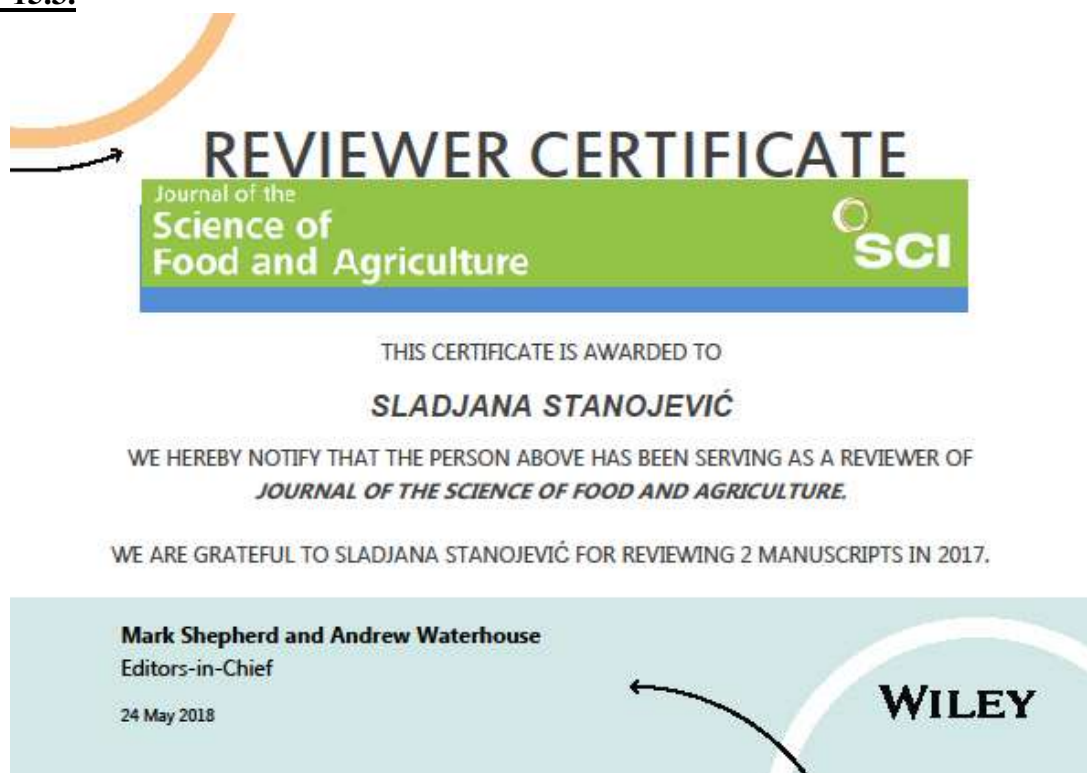 15.5.
REVIEWER CERTIFICATE
Journal of the
Science of
Food and Agriculture
SCI
THIS CERTIFICATE IS AWARDED TO
SLADJANA STANOJEVIĆ
WE HEREBY NOTIFY THAT THE PERSON ABOVE HAS BEEN SERVING AS A REVIEWER OF
JOURNAL OF THE SCIENCE OF FOOD AND AGRICULTURE.
WE ARE GRATEFUL TO SLADJANA STANOJEVIĆ FOR REVIEWING 2 MANUSCRIPTS IN 2017.
Mark Shepherd and Andrew Waterhouse
Editors-in-Chief
24 May 2018
WILEY